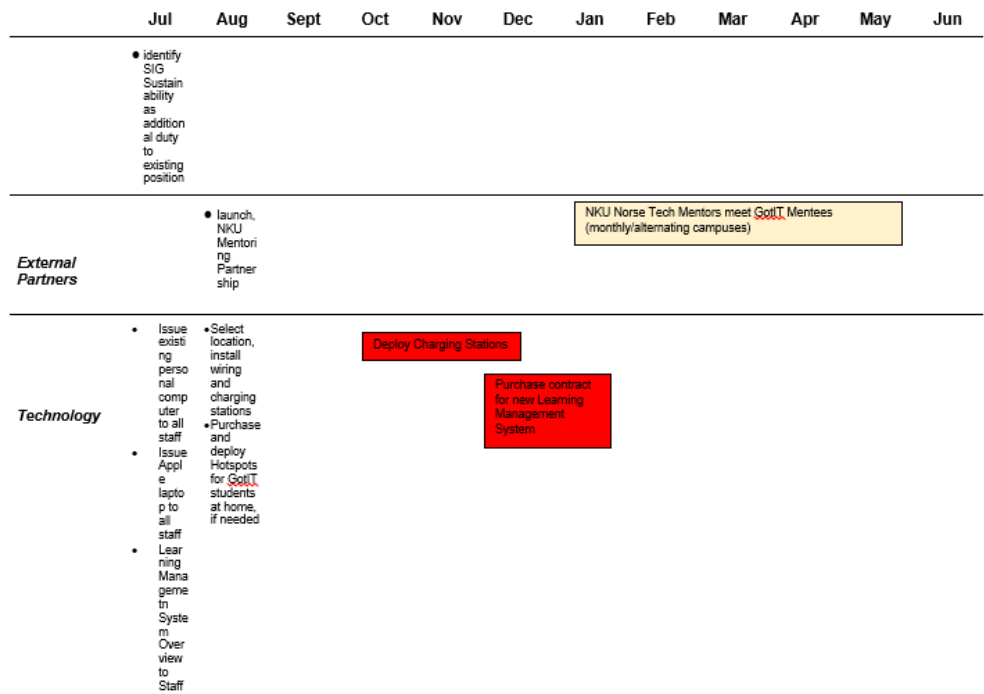 Jul Aug Sept Oct Nov Dec Jan Feb Mar Apr May Jun
● identify
SIG
Sustain
ability
as
addition
al duty
to
existing
position
External
Partners
● launch,
NKU
Mentori
ng
Partner
ship
NKU Norse Tech Mentors meet GotIT Mentees
(monthly/alternating campuses)
Technology
• Issue
existi
ng
perso
nal
comp
uter
to all
staff
• Issue
Appl
e
lapto
p to
all
staff
• Lear
ning
Mana
geme
tn
Syste
m
Over
view
to
Staff
•Select
location,
install
wiring
and
charging
stations
•Purchase
and
deploy
Hotspots
for GotIT
students
at home,
if needed
Deploy Charging Stations
Purchase contract
for new Learning
Management
System